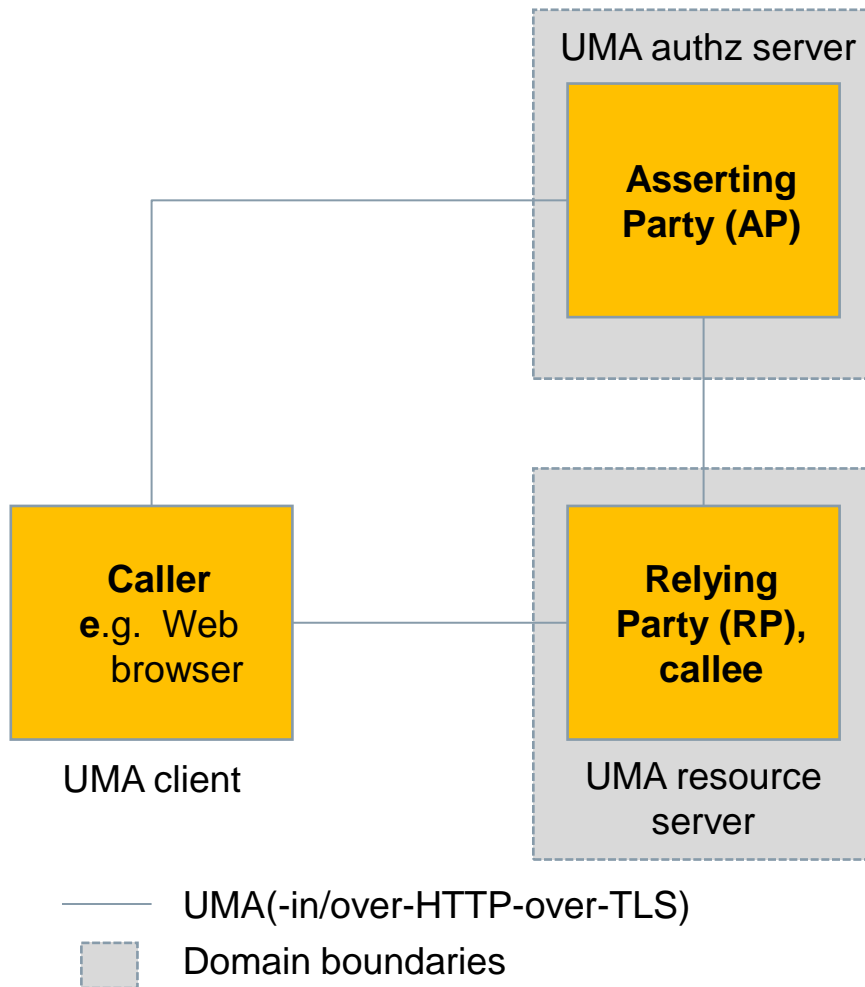 UMA authz server
Asserting
Party (AP)
Caller
e.g. Web
browser
Relying
Party (RP),
callee
UMA client
UMA resource
server
UMA(-in/over-HTTP-over-TLS)
Domain boundaries